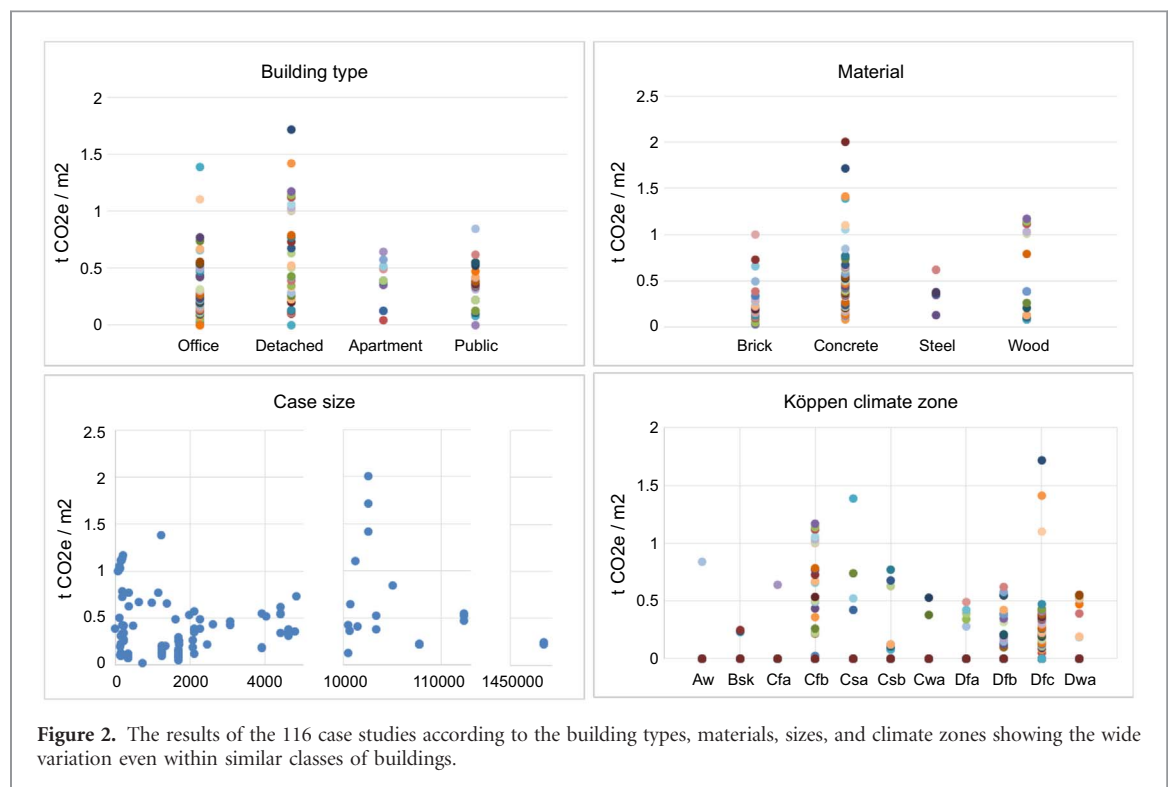 Building type
t CO2e / m2
2
1.5
1
0.5
0
Office Detached Apartment Public
Material
t CO2e / m2
2.5
2
1.5
1
0.5
0
Brick Concrete Steel Wood
Case size
t CO2e / m2
2.5
2
1.5
1
0.5
0
0 2000 4000 10000 110000 1450000
Köppen climate zone
t CO2e / m2
2
1.5
1
0.5
0
Aw Bsk Cfa Cfb Csa Csb Cwa Dfa Dfb Dfc Dwa
Figure 2. The results of the 116 case studies according to the building types, materials, sizes, and climate zones showing the wide
variation even within similar classes of buildings.